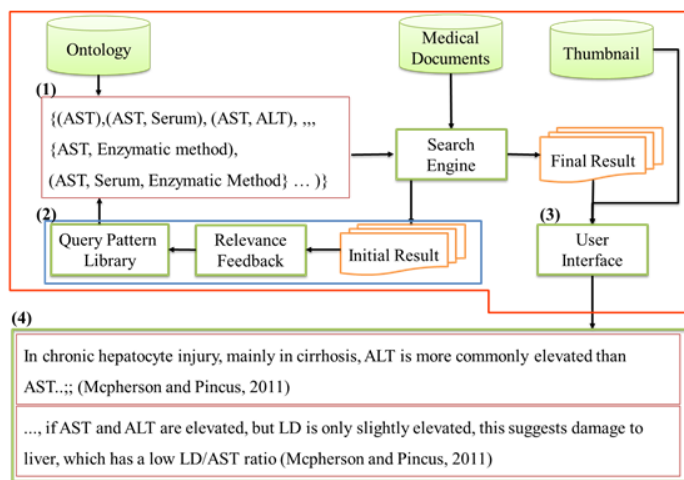 Ontology
Medical
Documents
Thumbnail
(1)
{(AST),(AST, Serum), (AST, ALT), ,,,
{AST, Enzymatic method),
(AST, Serum, Enzymatic Method} … )}
Search
Engine
Final Result
(2)
Query Pattern
Library
Relevance
Feedback
Initial Result
(3)
User
Interface
(4)
In chronic hepatocyte injury, mainly in cirrhosis, ALT is more commonly elevated than
AST..;; (Mcpherson and Pincus, 2011)
..., if AST and ALT are elevated, but LD is only slightly elevated, this suggests damage to
liver, which has a low LD/AST ratio (Mcpherson and Pincus, 2011)